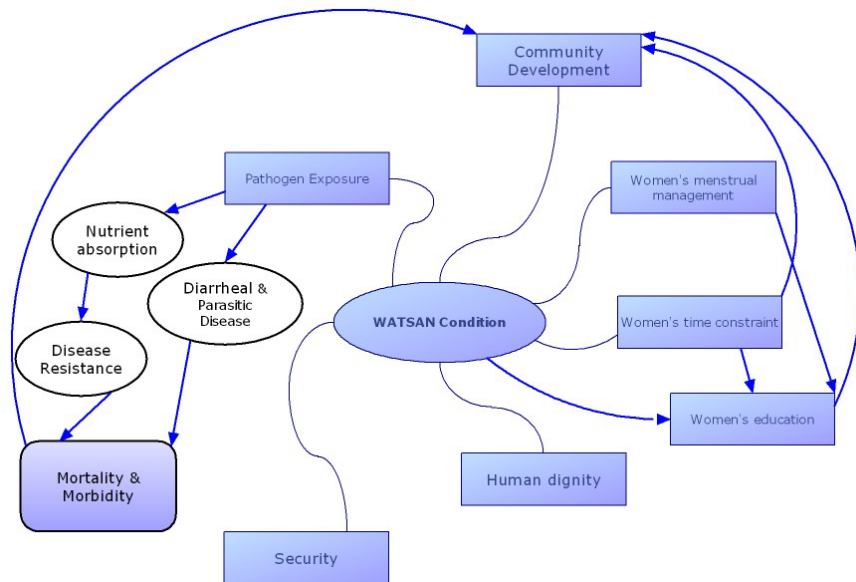 Community
Development
Pathogen Exposure
Women's menstrual
management
Nutrient
absorption
Diarrheal &
Parasitic
Disease
WATSAN Condition
Women's time constraint
Disease
Resistance
Women's education
Mortality &
Morbidity
Human dignity
Security